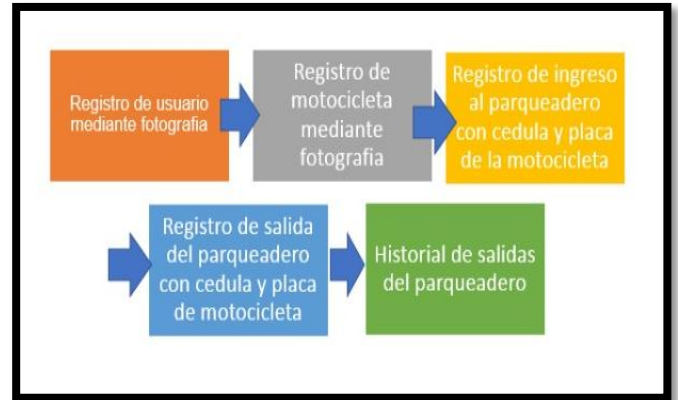 Registro de usuario
mediante fotografia
Registro de
motocicleta
mediante
fotografia
Registro de ingreso
al parqueadero
con cedula y placa
de la motocicleta
Registro de salida
del parqueadero
con cedula y placa
de motocicleta
Historial de salidas
del parqueadero